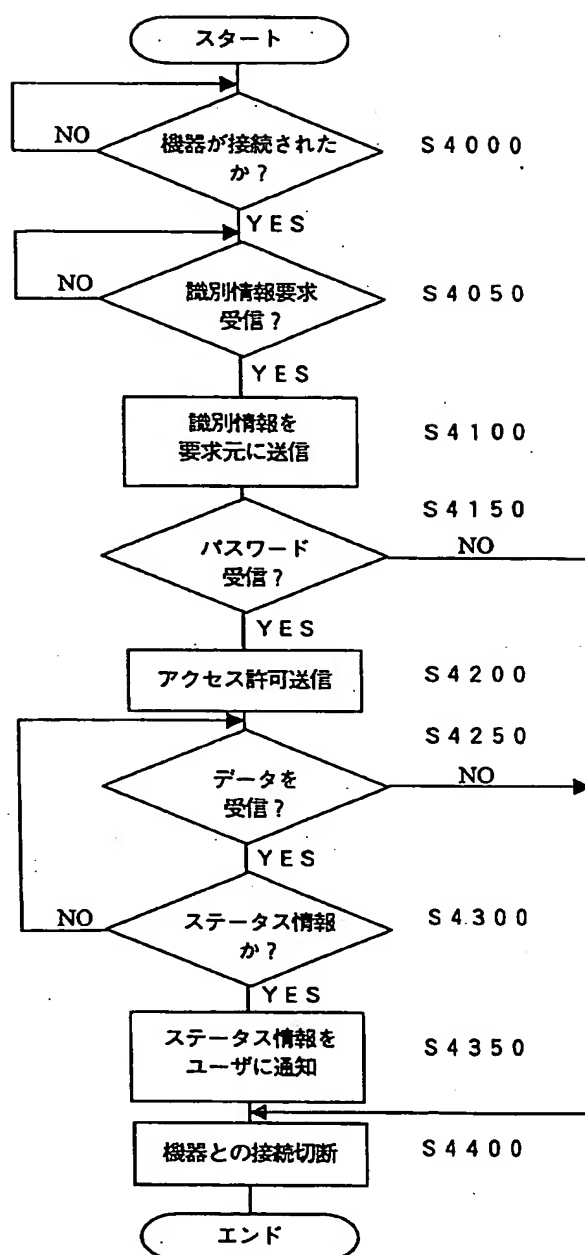 スタート
NO
機器が接続された
か？
S4000
YES
NO
識別情報要求
受信？
S4050
YES
識別情報を
要求元に送信
S4100
S4150
パスワード
受信？
NO
YES
アクセス許可送信
S4200
S4250
データを
受信？
NO
YES
NO
ステータス情報
か？
S4300
YES
ステータス情報を
ユーザに通知
S4350
機器との接続切断
S4400
エンド